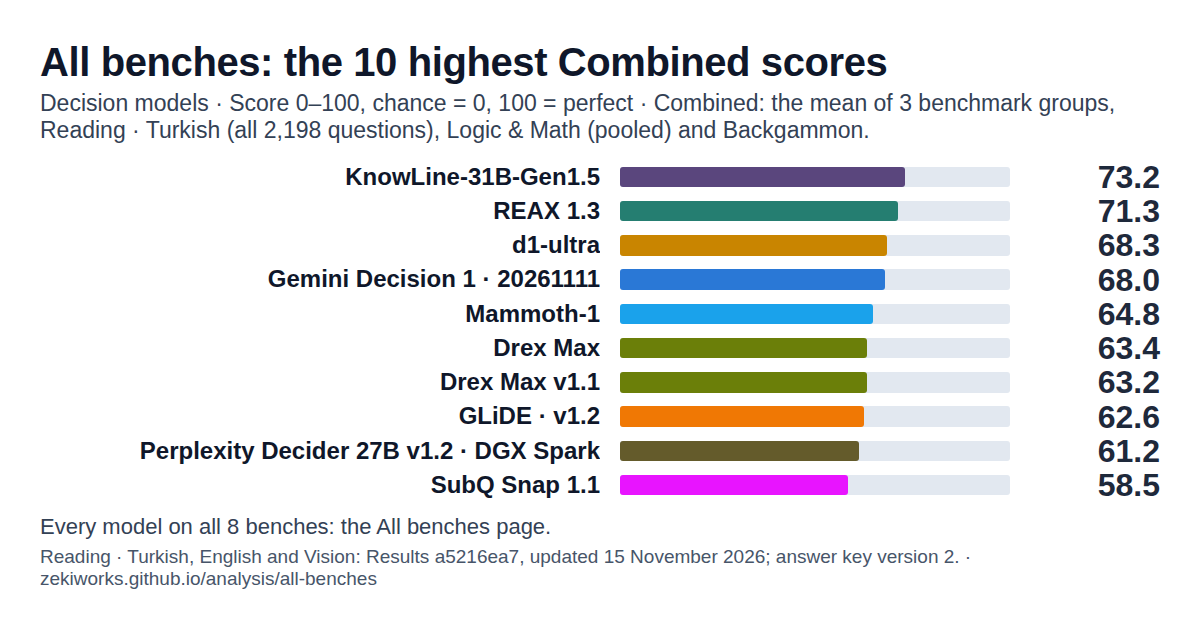 All benches: the 10 highest Combined scores
Decision models · Score 0–100, chance = 0, 100 = perfect · Combined: the mean of 3 benchmark groups,
Reading · Turkish (all 2,198 questions), Logic & Math (pooled) and Backgammon.
KnowLine-31B-Gen1.5 73.2
REAX 1.3 71.3
d1-ultra 68.3
Gemini Decision 1 · 20261111 68.0
Mammoth-1 64.8
Drex Max 63.4
Drex Max v1.1 63.2
GLiDE · v1.2 62.6
Perplexity Decider 27B v1.2 · DGX Spark 61.2
SubQ Snap 1.1 58.5
Every model on all 8 benches: the All benches page.
Reading · Turkish, English and Vision: Results a5216ea7, updated 15 November 2026; answer key version 2. ·
zekiworks.github.io/analysis/all-benches